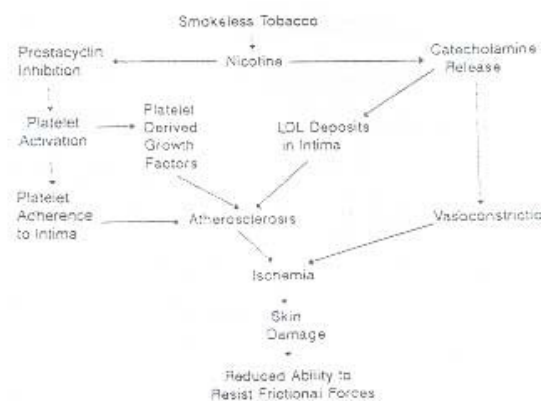 Smokeless Tobacco
Prostacyclin
Inhibition
Nicotine
Catecholamine
Release
Platelet
Activation
Platelet
Derived
Growth
Factors
LDL Deposits
in Intima
Platelet
Adherence
to Intima
Atherosclerosis
Vasoconstrictio
Ischemia
Skin
Damage
Reduced Ability to
Resist Frictional Forces